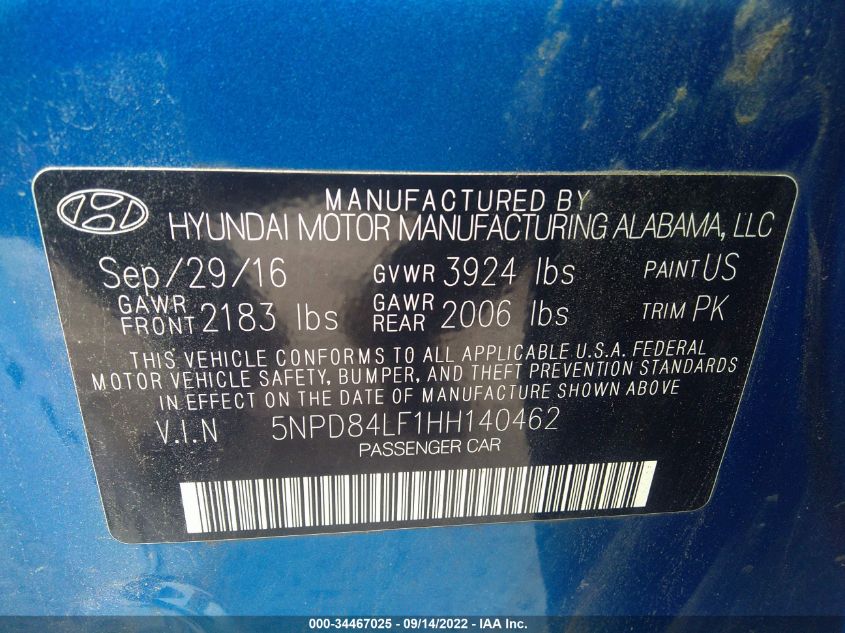 MANUFACTURED BY
HYUNDAI MOTOR MANUFACTURING ALABAMA, LLC
Sep/29/16 GVWR 3924 lbs PAINT US
GAWR FRONT 2183 lbs GAWR REAR 2006 lbs TRIM PK
THIS VEHICLE CONFORMS TO ALL APPLICABLE U.S.A. FEDERAL
MOTOR VEHICLE SAFETY, BUMPER, AND THEFT PREVENTION STANDARDS
IN EFFECT ON THE DATE OF MANUFACTURE SHOWN ABOVE
V.I.N 5NPD84LF1HH140462
PASSENGER CAR
000-34467025 - 09/14/2022 - IAA Inc.